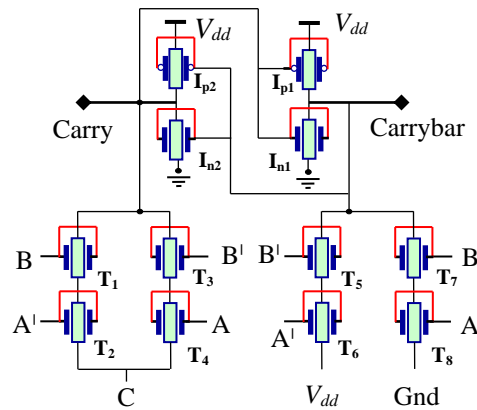 Vdd Vdd
Ip2 Ip1
Carry Carrybar
In2 In1
B B| B| B
T1 T3 T5 T7
A| A A| A
T2 T4 T6 T8
C Vdd Gnd